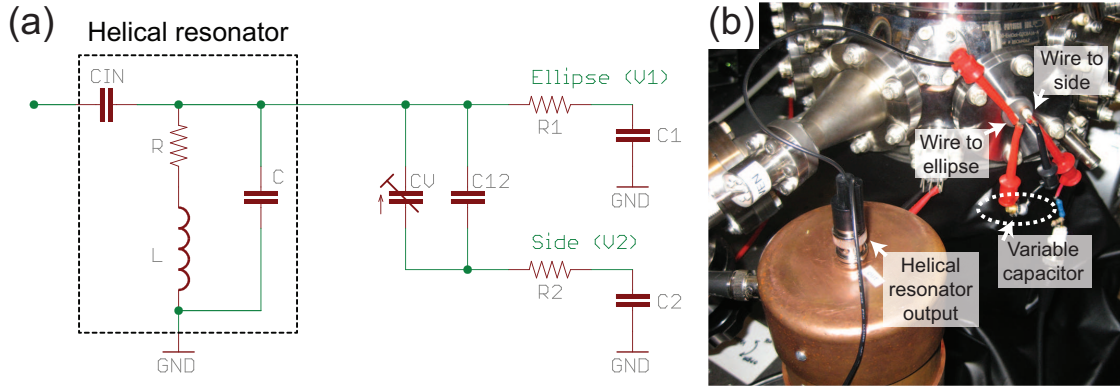 (a)
Helical resonator
CIN
R
L
C
GND
CV
C12
Ellipse (V1)
R1
C1
GND
Side (V2)
R2
C2
GND
(b)
Wire to
side
Wire to
ellipse
Variable
capacitor
Helical
resonator
output